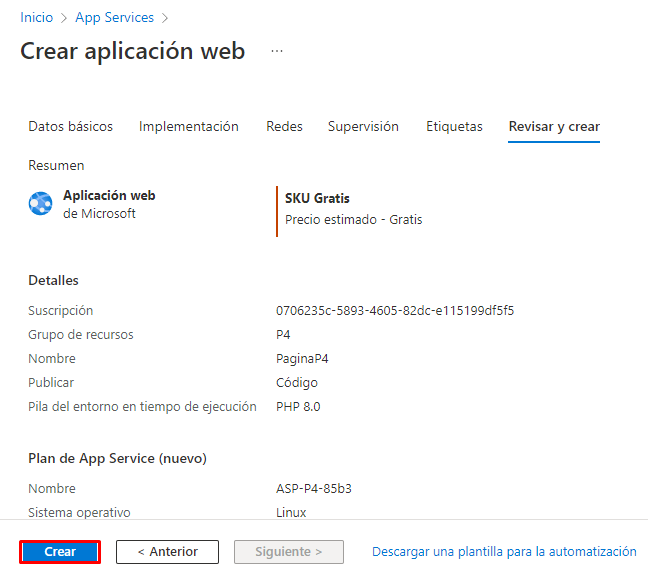 Inicio > App Services >
Crear aplicación web ...
Datos básicos Implementación Redes Supervisión Etiquetas Revisar y crear
Resumen
Aplicación web
de Microsoft
SKU Gratis
Precio estimado - Gratis
Detalles
Suscripción 0706235c-5893-4605-82dc-e115199df5f5
Grupo de recursos P4
Nombre PaginaP4
Publicar Código
Pila del entorno en tiempo de ejecución PHP 8.0
Plan de App Service (nuevo)
Nombre ASP-P4-85b3
Sistema operativo Linux
Crear < Anterior Siguiente > Descargar una plantilla para la automatización